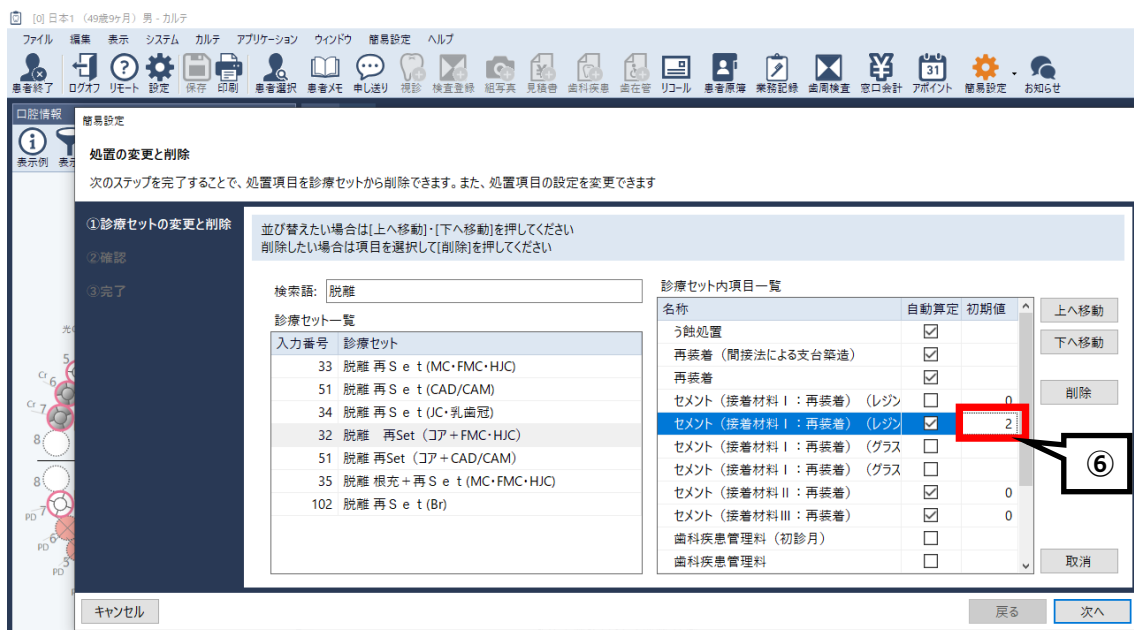 [0] 日本1 （49歳9ヶ月）男 - カルテ
ファイル 編集 表示 システム カルテ アプリケーション ウィンドウ 簡易設定 ヘルプ
患者終了 ログオフ リモート 設定 保存 印刷 患者選択 患者メモ 申し送り 視診 検査登録 組写真 見積書 歯科疾患 歯在管 リコール 患者原簿 業務記録 歯周検査 窓口会計 アポイント 簡易設定 お知らせ
口腔情報
表示例
簡易設定
処置の変更と削除
次のステップを完了することで、処置項目を診療セットから削除できます。また、処置項目の設定を変更できます
①診療セットの変更と削除
②確認
③完了
並び替えたい場合は[上へ移動]・[下へ移動]を押してください
削除したい場合は項目を選択して[削除]を押してください
検索語: 脱離
診療セット一覧
入力番号 診療セット
33 脱離 再Ｓｅｔ(MC・FMC・HJC)
51 脱離 再Ｓｅｔ(CAD/CAM)
34 脱離 再Ｓｅｔ(JC・乳歯冠)
32 脱離　再Set（コア＋FMC・HJC)
51 脱離 再Set（コア＋CAD/CAM）
35 脱離 根充＋再Ｓｅｔ(MC・FMC・HJC)
102 脱離 再Ｓｅｔ(Br)
診療セット内項目一覧
名称 自動算定 初期値
う蝕処置
再装着（間接法による支台築造）
再装着
セメント（接着材料Ⅰ：再装着）（レジン 0
セメント（接着材料Ⅰ：再装着）（レジン 2
セメント（接着材料Ⅰ：再装着）（グラス
セメント（接着材料Ⅰ：再装着）（グラス
セメント（接着材料Ⅱ：再装着） 0
セメント（接着材料Ⅲ：再装着） 0
歯科疾患管理料（初診月）
歯科疾患管理料
上へ移動
下へ移動
削除
取消
⑥
キャンセル
戻る
次へ
5
Cr 6
Cr 7
8
8
PD 7
PD 6
PD 5